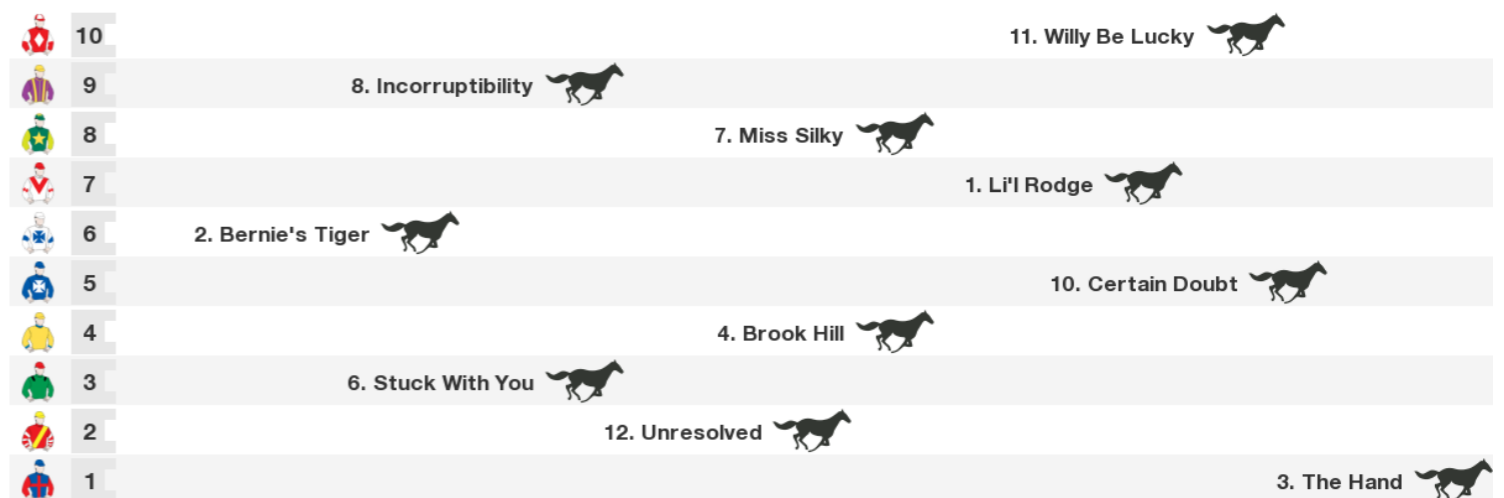 10 11. Willy Be Lucky
9 8. Incorruptibility
8 7. Miss Silky
7 1. Li'l Rodge
6 2. Bernie's Tiger
5 10. Certain Doubt
4 4. Brook Hill
3 6. Stuck With You
2 12. Unresolved
1 3. The Hand